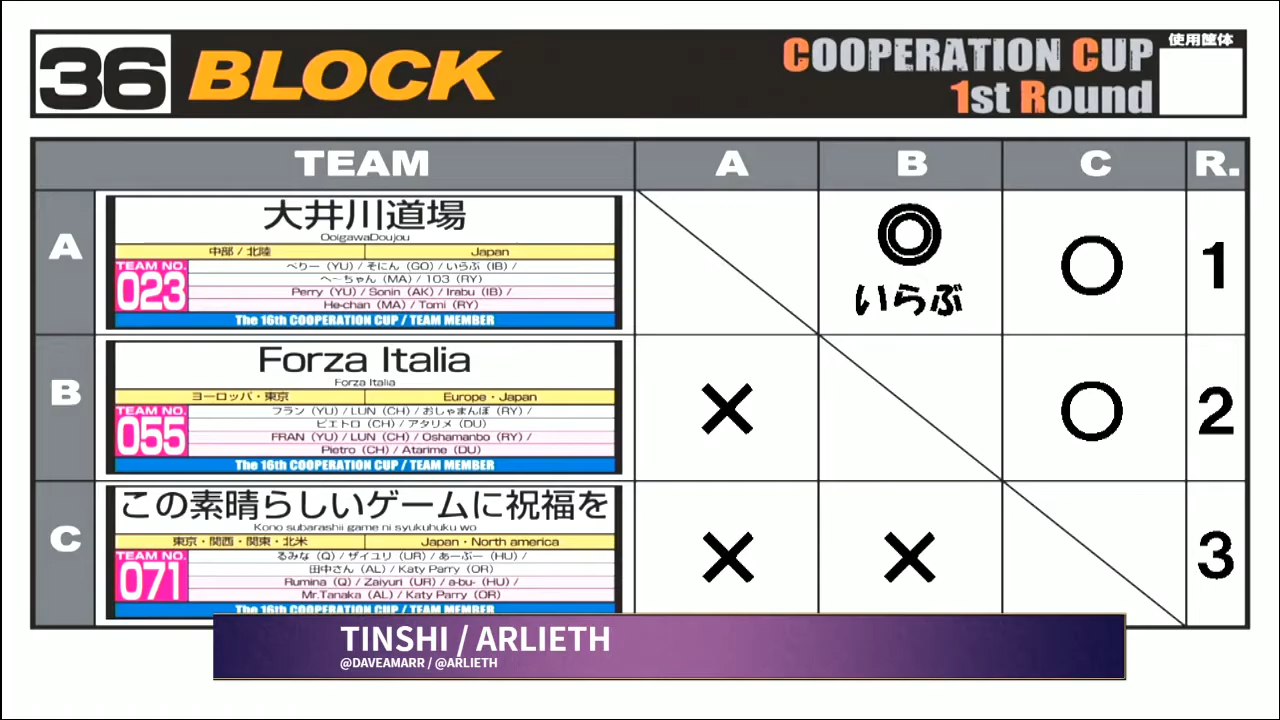 36 BLOCK
COOPERATION CUP
1st Round
使用筐体
TEAM A B C R.
A
大井川道場
OoigawaDoujou
中部 / 北陸 Japan
TEAM NO.
023
べりー (YU) / そにん (GO) / いらぶ (IB) /
へ~ちゃん (MA) / 103 (RY)
Perry (YU) / Sonin (AK) / Irabu (IB) /
He-chan (MA) / Tomi (RY)
The 16th COOPERATION CUP / TEAM MEMBER
◎
いらぶ
○
1
B
Forza Italia
Forza Italia
ヨーロッパ・東京 Europe・Japan
TEAM NO.
055
フラン (YU) / LUN (CH) / おしゃまんぼ (RY) /
ピエトロ (CH) / アタリメ (DU)
FRAN (YU) / LUN (CH) / Oshamanbo (RY) /
Pietro (CH) / Atarime (DU)
The 16th COOPERATION CUP / TEAM MEMBER
×
○
2
C
この素晴らしいゲームに祝福を
Kono subarashii game ni syukuhuku wo
東京・関西・関東・北米 Japan・North america
TEAM NO.
071
るみな (Q) / ザイユリ (UR) / あーぶー (HU) /
田中さん (AL) / Katy Parry (OR)
Rumina (Q) / Zaiyuri (UR) / a-bu- (HU) /
Mr.Tanaka (AL) / Katy Parry (OR)
The 16th COOPERATION CUP / TEAM MEMBER
×
×
3
TINSHI / ARLIETH
@DAVEAMARR / @ARLIETH